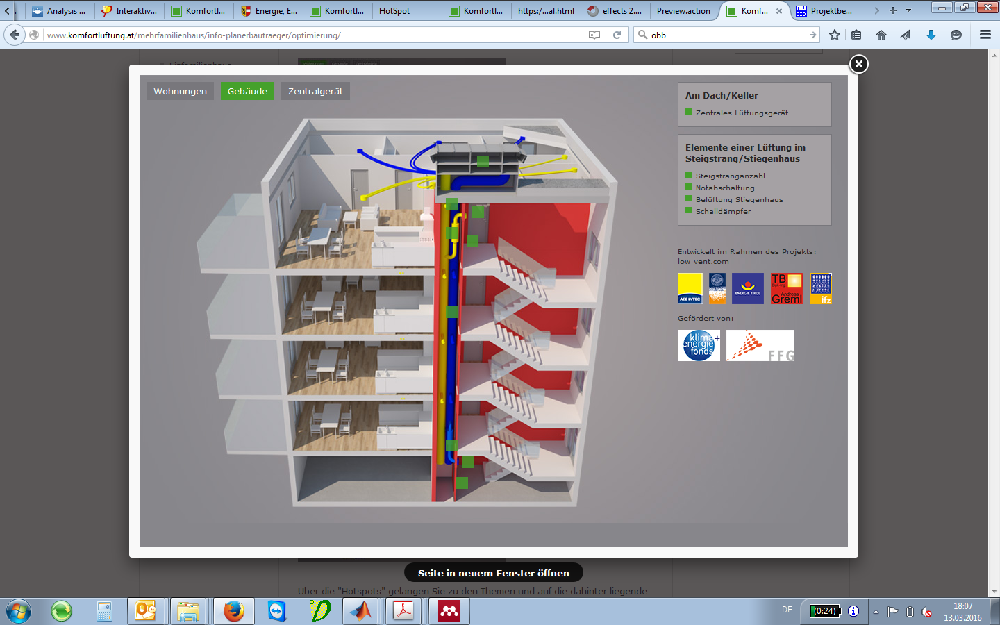 Analysis ...
Interaktiv...
Komfortl...
Energie, E...
Komfortl...
HotSpot
Komfortl...
https:/...al.html
effects 2....
Preview.action
Komf...
Projektbe...
www.komfortlüftung.at/mehrfamilienhaus/info-planerbautraeger/optimierung/
öbb
Einfamilienhaus
Wohnungen
Gebäude
Zentralgerät
Am Dach/Keller
Zentrales Lüftungsgerät
Elemente einer Lüftung im
Steigstrang/Stiegenhaus
Steigstranganzahl
Notabschaltung
Belüftung Stiegenhaus
Schalldämpfer
Entwickelt im Rahmen des Projekts:
low_vent.com
AEE INTEC
ENERGIE TIROL
TB
Andreas
Greml
lfz
Gefördert von:
klima+
energie
fonds
FFG
Seite in neuem Fenster öffnen
Über die "Hotspots" gelangen Sie zu den Themen und auf die dahinter liegende
DE
(0:24)
18:07
13.03.2016